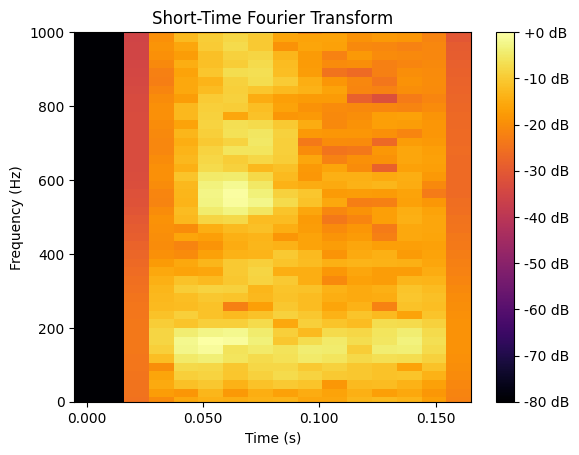 Short-Time Fourier Transform
1000
800
600
400
200
0
Frequency (Hz)
0.000
0.050
0.100
0.150
Time (s)
+0 dB
-10 dB
-20 dB
-30 dB
-40 dB
-50 dB
-60 dB
-70 dB
-80 dB